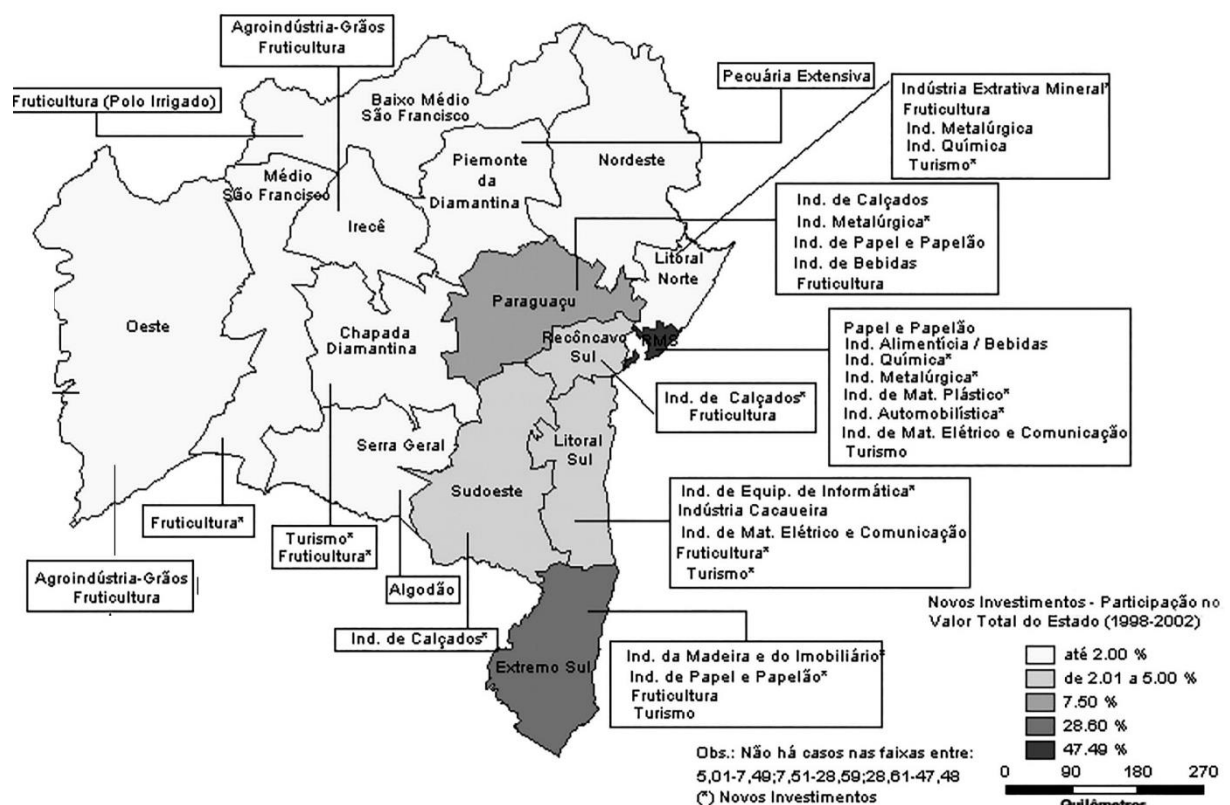 Agroindústria-Grãos
Fruticultura
Fruticultura (Polo Irrigado)
Baixo Médio
São Francisco
Pecuária Extensiva
Indústria Extrativa Mineral*
Fruticultura
Ind. Metalúrgica
Ind. Química
Turismo*
Médio
São Francisco
Piemonte
da
Diamantina
Nordeste
Irecê
Ind. de Calçados
Ind. Metalúrgica*
Ind. de Papel e Papelão
Ind. de Bebidas
Fruticultura
Litoral
Norte
Oeste
Chapada
Diamantina
Paraguaçu
Recôncavo
Sul
RMS
Papel e Papelão
Ind. Alimentícia / Bebidas
Ind. Química*
Ind. Metalúrgica*
Ind. de Mat. Plástico*
Ind. Automobilística*
Ind. de Mat. Elétrico e Comunicação
Turismo
Ind. de Calçados*
Fruticultura
Serra Geral
Litoral
Sul
Sudoeste
Ind. de Equip. de Informática*
Indústria Cacaueira
Ind. de Mat. Elétrico e Comunicação
Fruticultura*
Turismo*
Fruticultura*
Turismo*
Fruticultura*
Agroindústria-Grãos
Fruticultura
Algodão
Ind. de Calçados*
Extremo Sul
Ind. da Madeira e do Imobiliário*
Ind. de Papel e Papelão*
Fruticultura
Turismo
Novos Investimentos - Participação no
Valor Total do Estado (1998-2002)
até 2.00 %
de 2.01 a 5.00 %
7.50 %
28.60 %
47.49 %
Obs.: Não há casos nas faixas entre:
5,01-7,49;7,51-28,59;28,61-47,48
(*) Novos Investimentos
0 90 180 270
Quilômetros